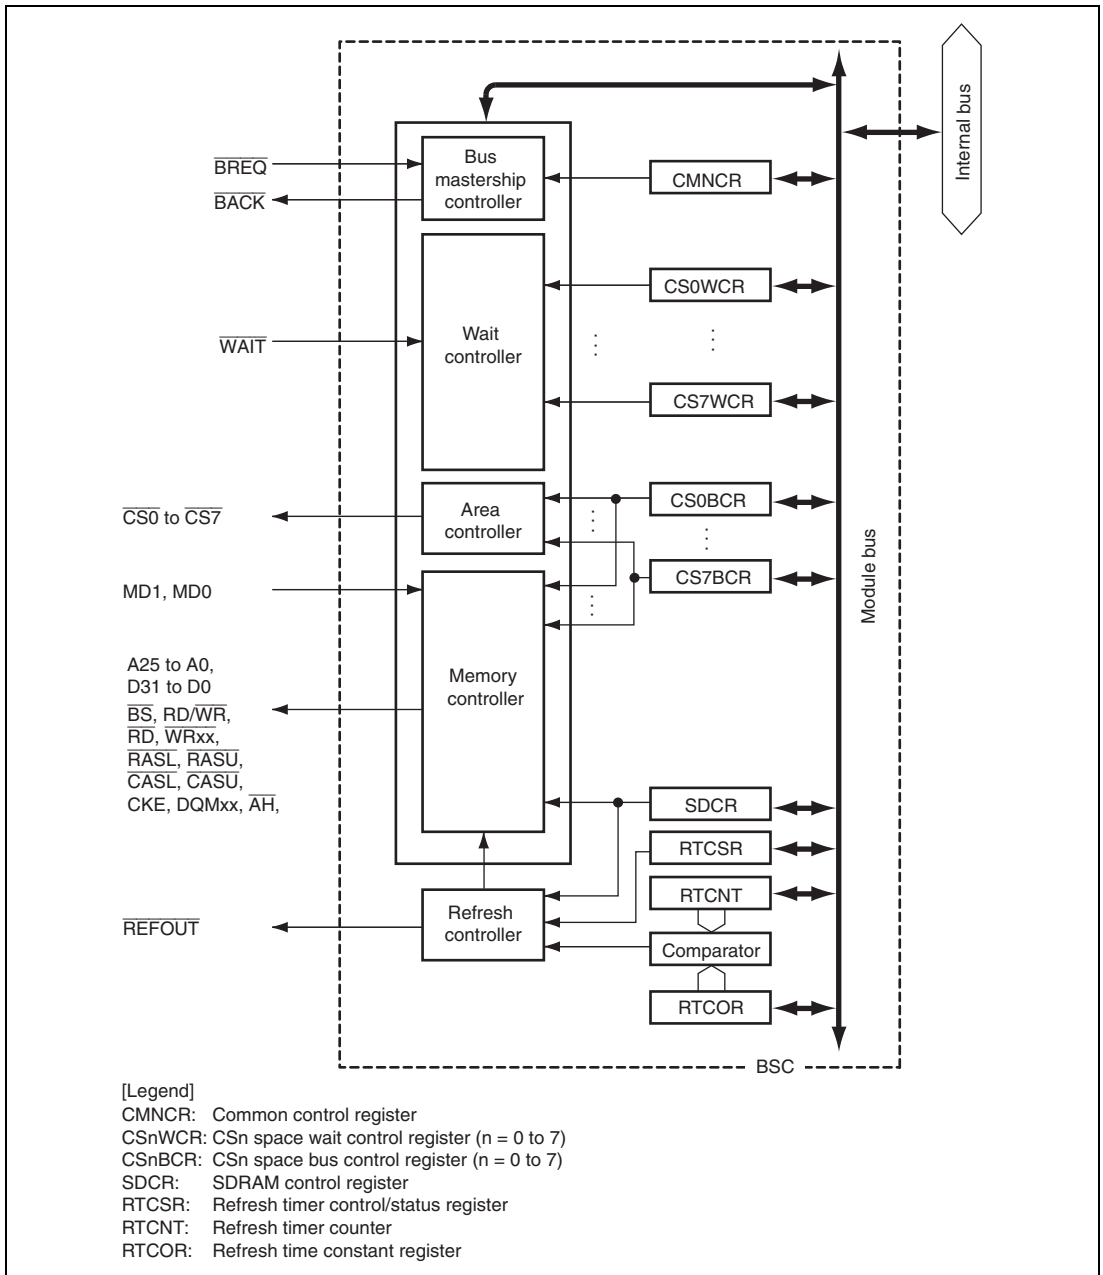 BREQ
BACK
Bus
mastership
controller
CMNCR
Internal bus
CS0WCR
WAIT
Wait
controller
CS7WCR
CS0 to CS7
Area
controller
CS0BCR
CS7BCR
Module bus
MD1, MD0
A25 to A0,
D31 to D0
BS, RD/WR,
RD, WRxx,
RASL, RASU,
CASL, CASU,
CKE, DQMxx, AH,
Memory
controller
SDCR
RTCSR
RTCNT
REFOUT
Refresh
controller
Comparator
RTCOR
BSC
[Legend]
CMNCR: Common control register
CSnWCR: CSn space wait control register (n = 0 to 7)
CSnBCR: CSn space bus control register (n = 0 to 7)
SDCR: SDRAM control register
RTCSR: Refresh timer control/status register
RTCNT: Refresh timer counter
RTCOR: Refresh time constant register